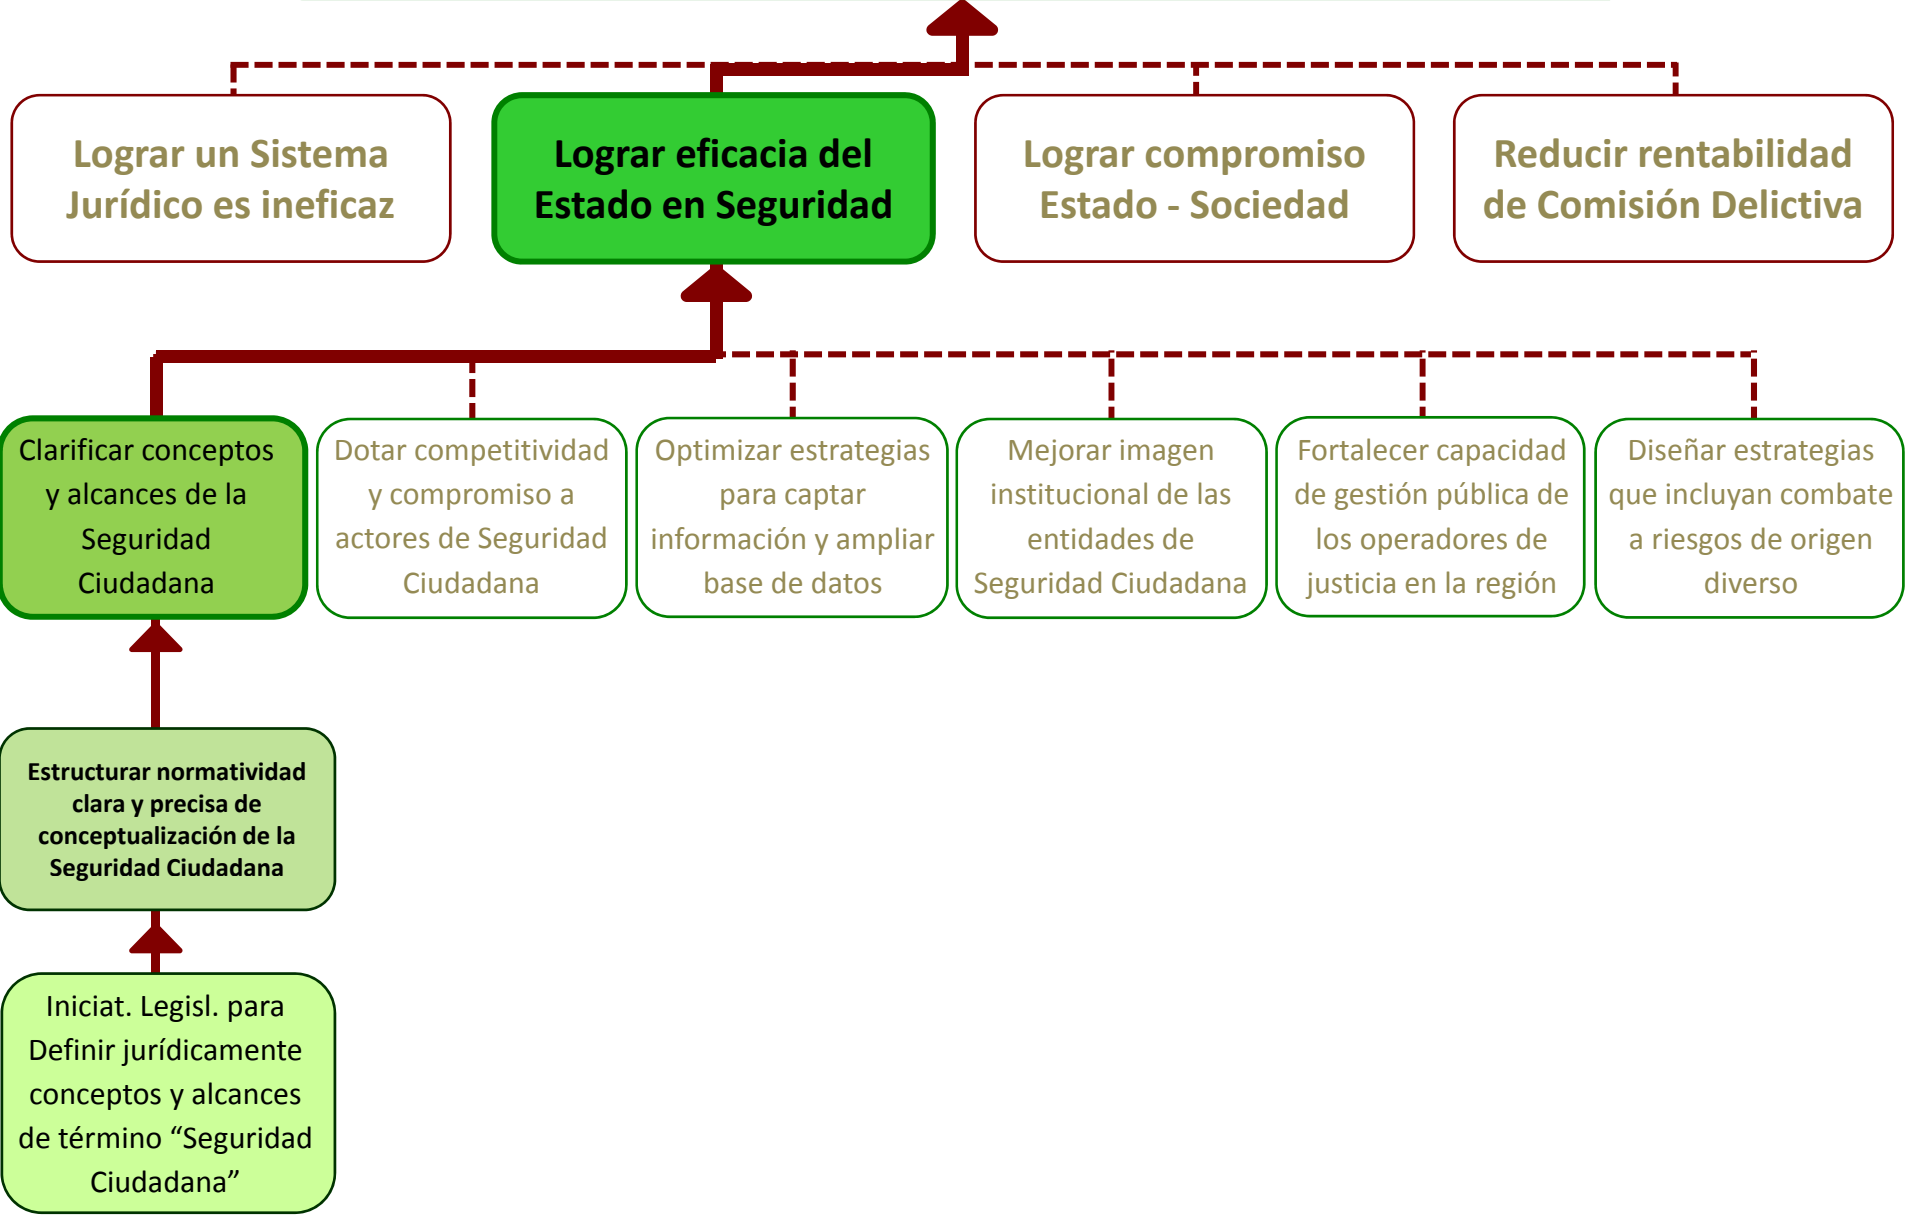 Lograr un Sistema
Jurídico es ineficaz
Lograr eficacia del
Estado en Seguridad
Lograr compromiso
Estado - Sociedad
Reducir rentabilidad
de Comisión Delictiva
Clarificar conceptos
y alcances de la
Seguridad
Ciudadana
Dotar competitividad
y compromiso a
actores de Seguridad
Ciudadana
Optimizar estrategias
para captar
información y ampliar
base de datos
Mejorar imagen
institucional de las
entidades de
Seguridad Ciudadana
Fortalecer capacidad
de gestión pública de
los operadores de
justicia en la región
Diseñar estrategias
que incluyan combate
a riesgos de origen
diverso
Estructurar normatividad
clara y precisa de
conceptualización de la
Seguridad Ciudadana
Iniciat. Legisl. para
Definir jurídicamente
conceptos y alcances
de término “Seguridad
Ciudadana”